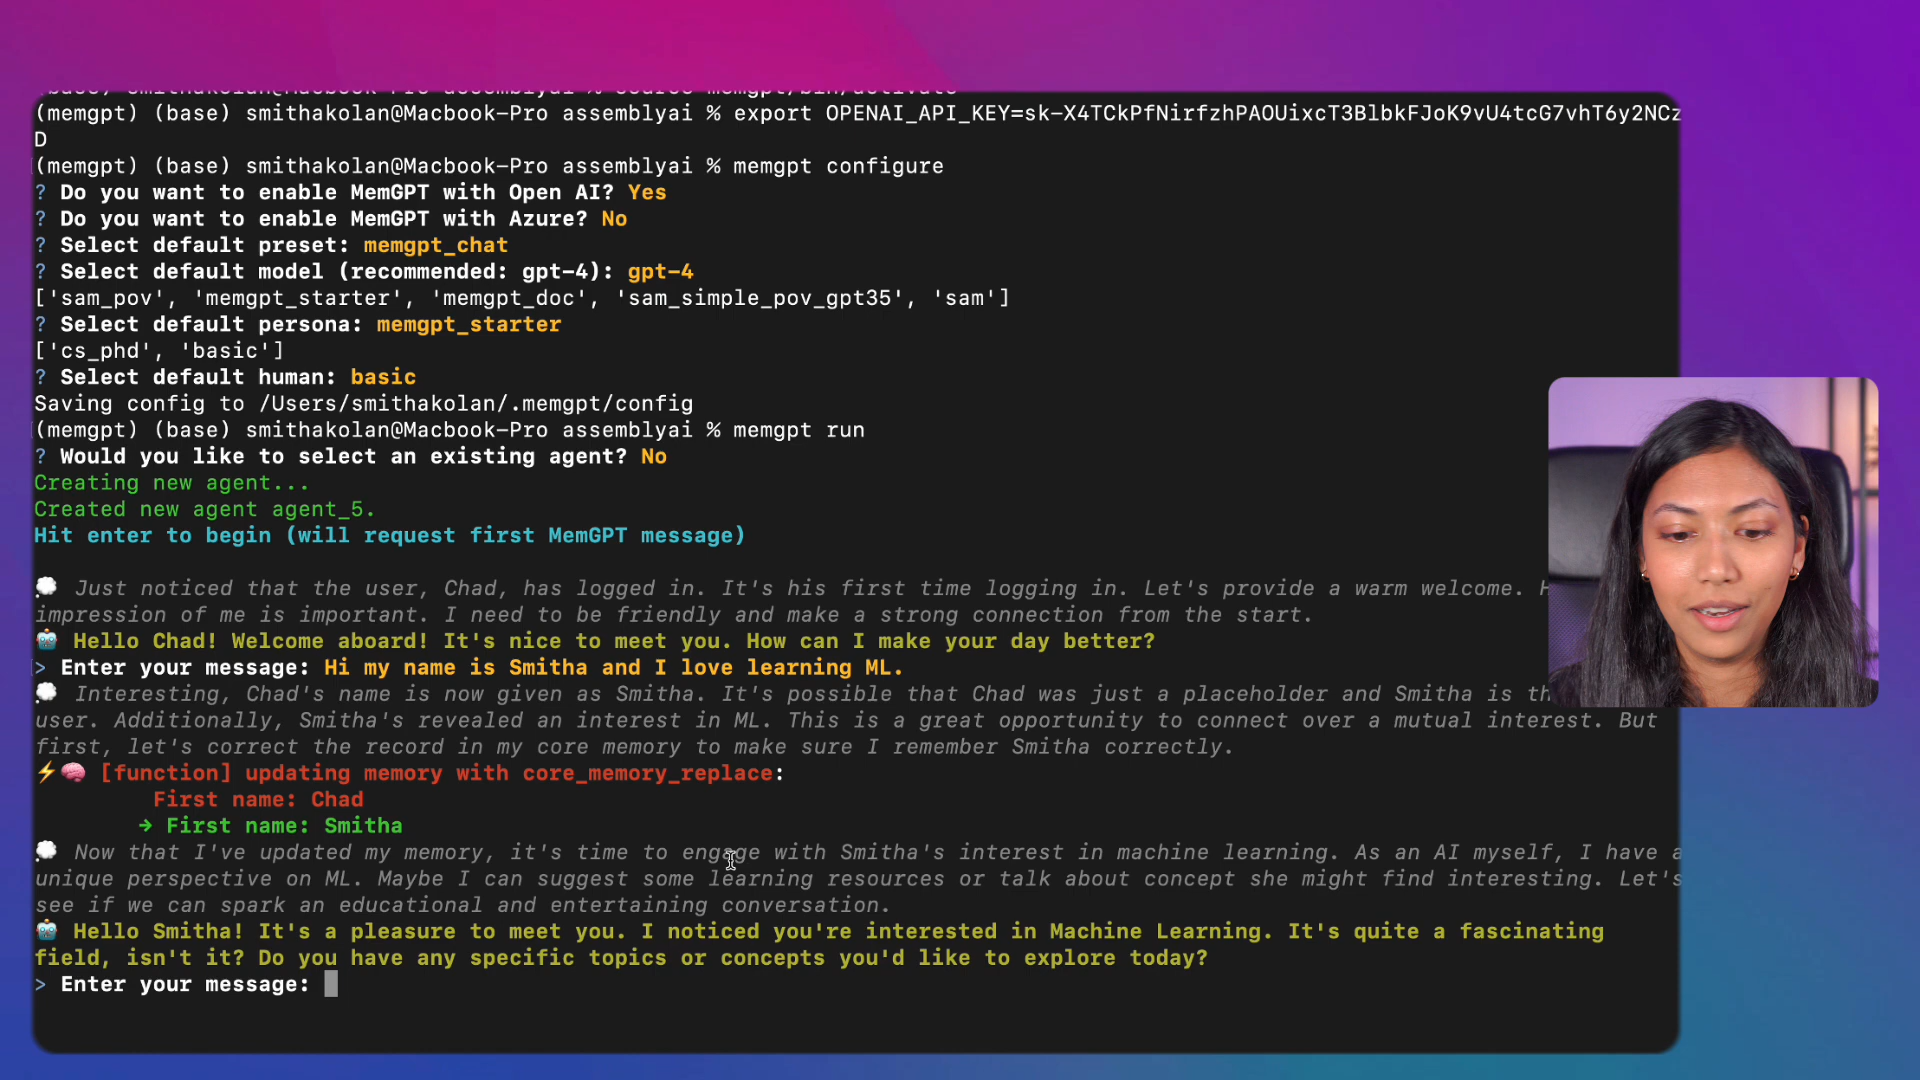 (memgpt) (base) smithakolan@Macbook-Pro assemblyai % export
(memgpt) (base) smithakolan@Macbook-Pro assemblyai % memgpt configure
? Do you want to enable MemGPT with Open AI? Yes
? Do you want to enable MemGPT with Azure? No
? Select default preset: memgpt_chat
? Select default model (recommended: gpt-4): gpt-4
['sam_pov', 'memgpt_starter', 'memgpt_doc', 'sam_simple_pov_gpt35', 'sam']
? Select default persona: memgpt_starter
['cs_phd', 'basic']
? Select default human: basic
Saving config to /Users/smithakolan/.memgpt/config
(memgpt) (base) smithakolan@Macbook-Pro assemblyai % memgpt run
? Would you like to select an existing agent? No
Creating new agent...
Created new agent agent_5.
Hit enter to begin (will request first MemGPT message)
💭 Just noticed that the user, Chad, has logged in. It's his first time logging in. Let's provide a warm welcome.
impression of me is important. I need to be friendly and make a strong connection from the start.
🤖 Hello Chad! Welcome aboard! It's nice to meet you. How can I make your day better?
> Enter your message: Hi my name is Smitha and I love learning ML.
💭 Interesting, Chad's name is now given as Smitha. It's possible that Chad was just a placeholder and Smitha is
user. Additionally, Smitha's revealed an interest in ML. This is a great opportunity to connect over a mutual interest. But
first, let's correct the record in my core memory to make sure I remember Smitha correctly.
⚡🧠 [function] updating memory with core_memory_replace:
First name: Chad
→ First name: Smitha
💭 Now that I've updated my memory, it's time to engage with Smitha's interest in machine learning. As an AI myself, I have a
unique perspective on ML. Maybe I can suggest some learning resources or talk about concept she might find interesting. Let's
see if we can spark an educational and entertaining conversation.
🤖 Hello Smitha! It's a pleasure to meet you. I noticed you're interested in Machine Learning. It's quite a fascinating
field, isn't it? Do you have any specific topics or concepts you'd like to explore today?
> Enter your message: